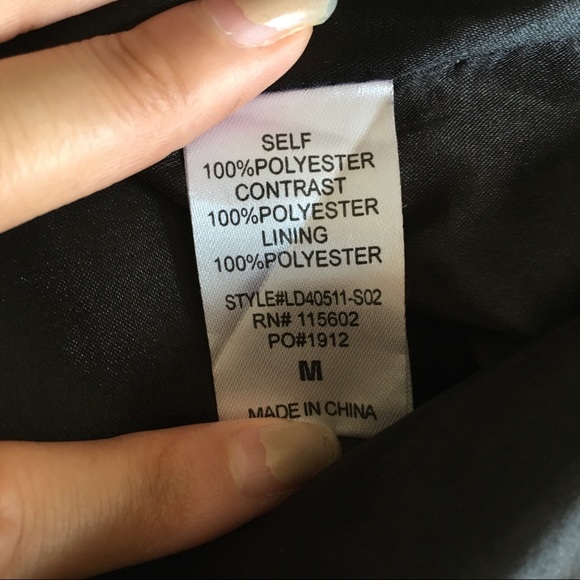 SELF
100%POLYESTER
CONTRAST
100%POLYESTER
LINING
100%POLYESTER
STYLE#LD40511-S02
RN# 115602
PO#1912
M
MADE IN CHINA